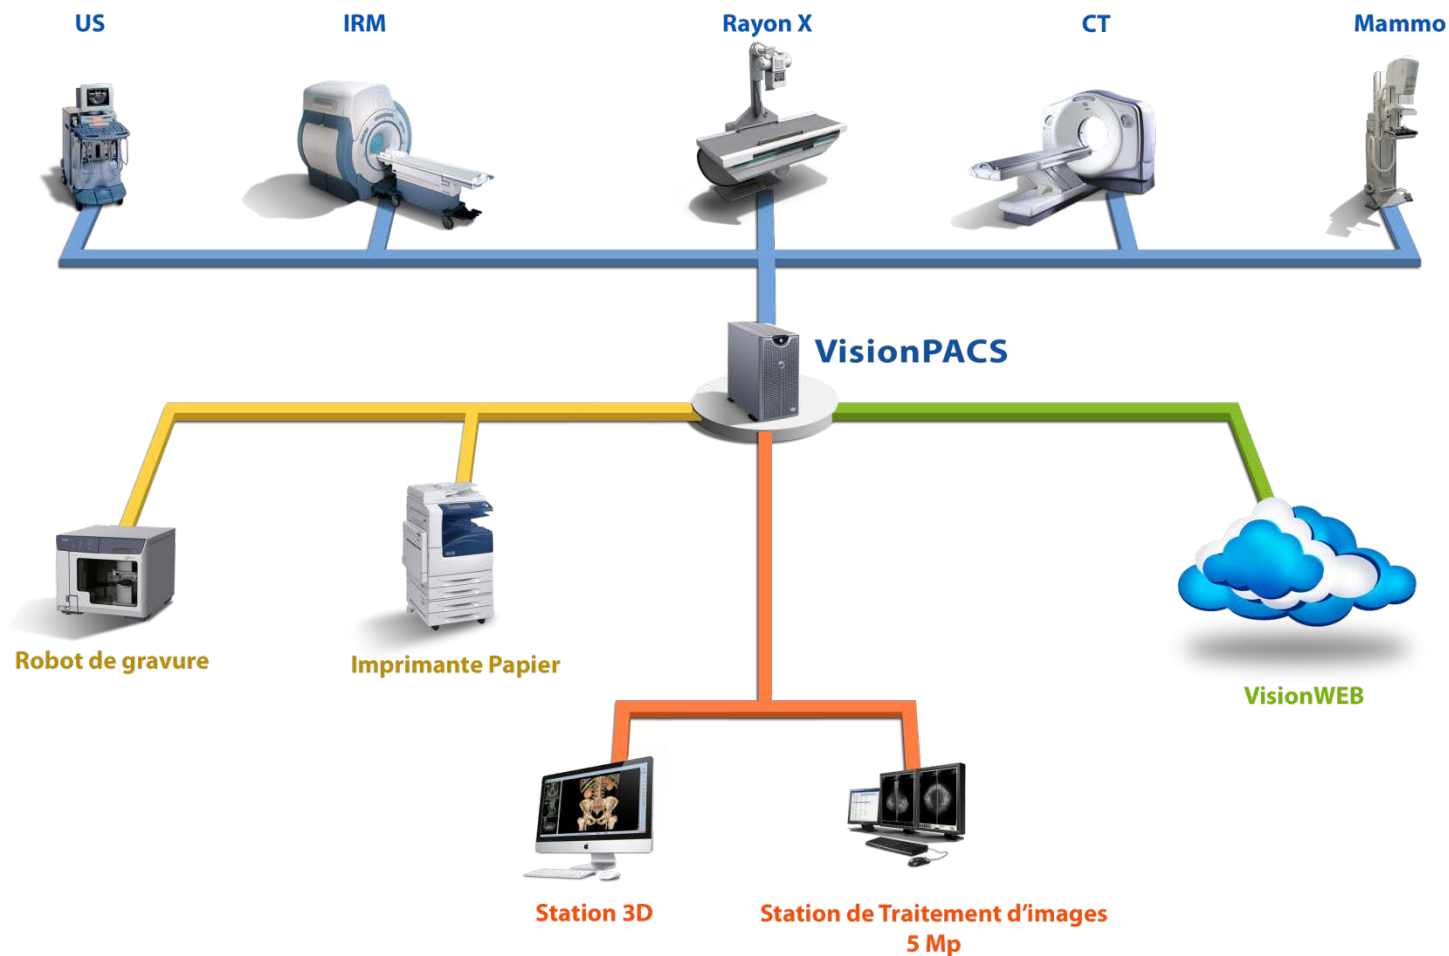 US
IRM
Rayon X
CT
Mammo
VisionPACS
Robot de gravure
Imprimante Papier
VisionWEB
Station 3D
Station de Traitement d’images
5 Mp